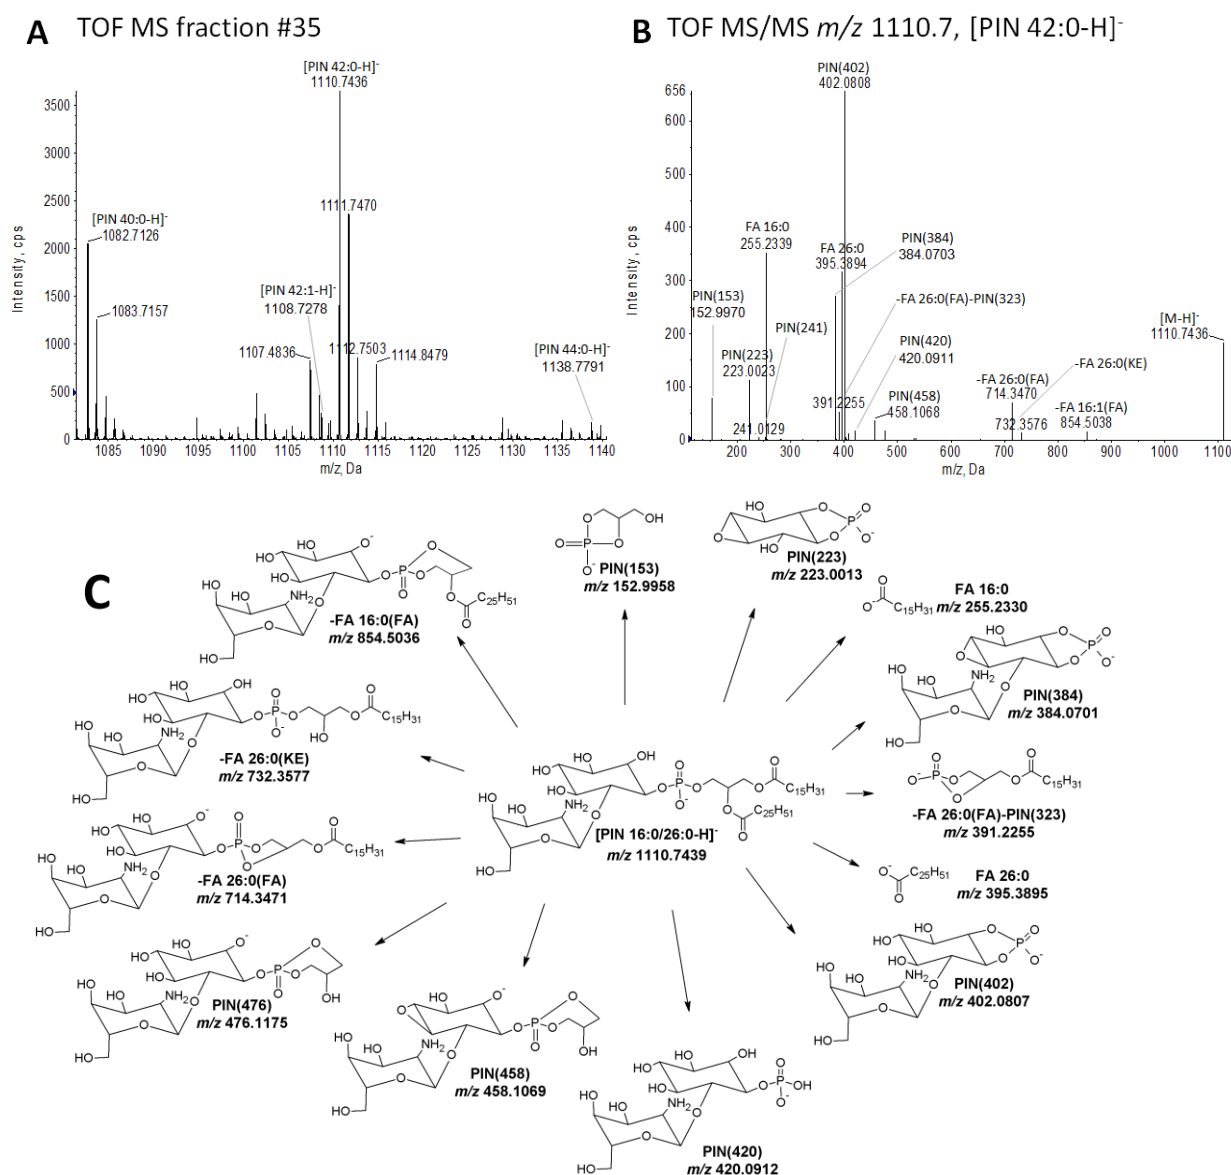 A TOF MS fraction #35
[PIN 42:0-H]-
1110.7436
3500
3000
2500
2000
1500
1000
500
0
Intensity, cps
[PIN 40:0-H]-
1082.7126
1083.7157
1111.7470
[PIN 42:1-H]-
1108.7278
1107.4836
1112.7503
1114.8479
[PIN 44:0-H]-
1138.7791
1085 1090 1095 1100 1105 1110 1115 1120 1125 1130 1135 1140
m/z, Da
B TOF MS/MS m/z 1110.7, [PIN 42:0-H]-
PIN(402)
402.0808
656
600
500
400
300
200
100
0
Intensity, cps
FA 16:0
255.2339
FA 26:0
395.3894
PIN(384)
384.0703
PIN(153)
152.9970
-FA 26:0(FA)-PIN(323)
PIN(241)
[M-H]-
1110.7436
PIN(223)
223.0023
PIN(420)
420.0911
-FA 26:0(KE)
391.2255
PIN(458)
458.1068
-FA 26:0(FA)
714.3470
-FA 16:1(FA)
854.5038
241.0129
732.3576
200 300 400 500 600 700 800 900 1000 1100
m/z, Da
C
-FA 16:0(FA)
m/z 854.5036
PIN(153)
m/z 152.9958
PIN(223)
m/z 223.0013
FA 16:0
m/z 255.2330
PIN(384)
m/z 384.0701
-FA 26:0(KE)
m/z 732.3577
[PIN 16:0/26:0-H]-
m/z 1110.7439
-FA 26:0(FA)-PIN(323)
m/z 391.2255
-FA 26:0(FA)
m/z 714.3471
FA 26:0
m/z 395.3895
PIN(476)
m/z 476.1175
PIN(458)
m/z 458.1069
PIN(420)
m/z 420.0912
PIN(402)
m/z 402.0807